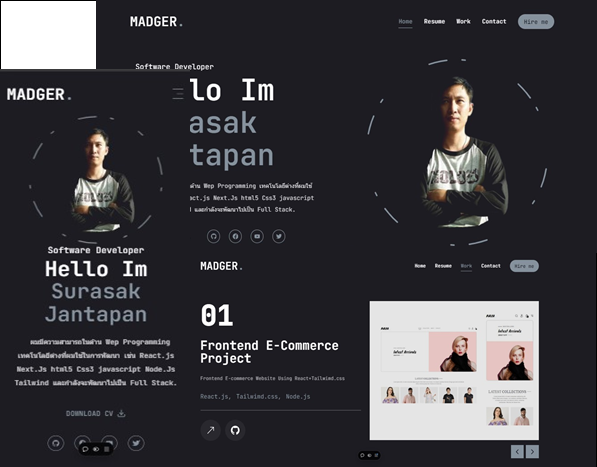 MADGER.
Home Resume Work Contact Hire me
Software Developer
lo Im
asak
tapan
ด้าน Wep Programming เทคโนโลยีต่างที่ผมใช้
act.js Next.Js html5 Css3 javascript
และกำลังจะพัฒนาไปเป็น Full Stack.
MADGER.
Software Developer
Hello Im
Surasak
Jantapan
ผมมีความสามารถในด้าน Wep Programming
เทคโนโลยีต่างที่ผมใช้ในการพัฒนา เช่น React.js
Next.Js html5 Css3 javascript Node.Js
Tailwind และกำลังจะพัฒนาไปเป็น Full Stack.
DOWNLOAD CV
MADGER.
Home Resume Work Contact Hire me
01
Frontend E-Commerce
Project
Frontend E-commerce Website Using React+Tailwind.css
React.js, Tailwind.css, Node.js
LATEST COLLECTIONS